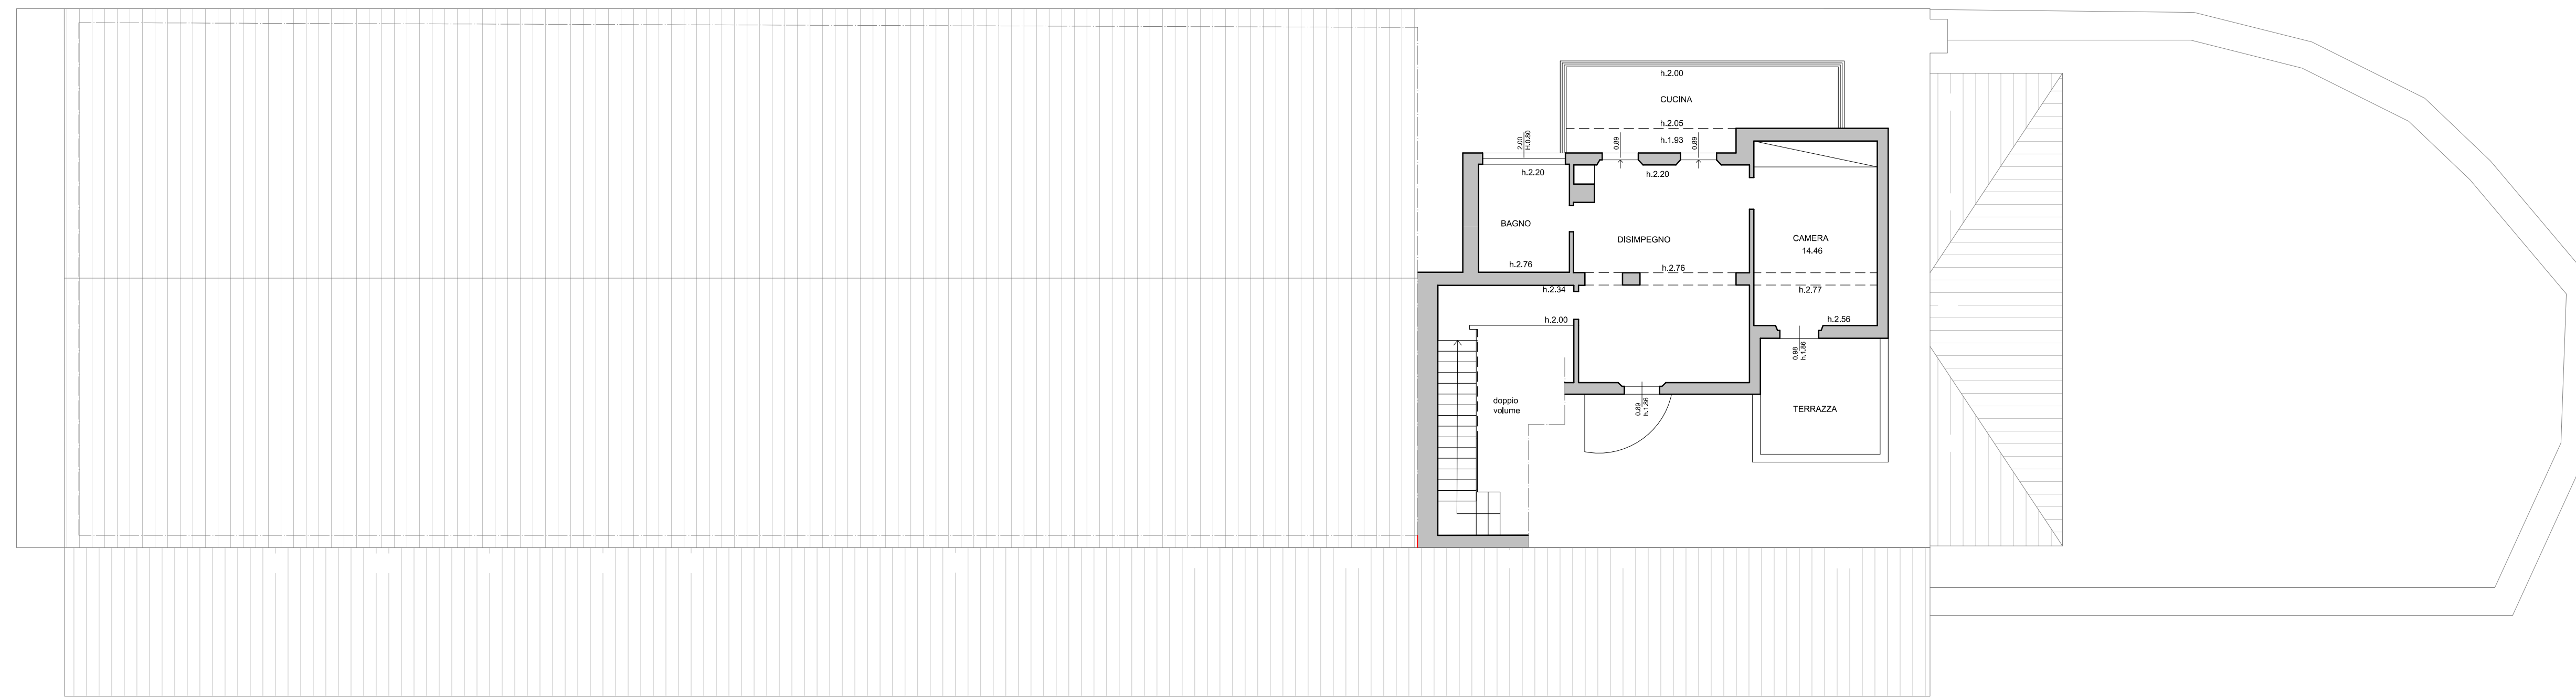 h.2.00
CUCINA
h.2.05
2,00
H.0.80
0,89
h.1.93
0,89
h.2.20
h.2.20
BAGNO
DISIMPEGNO
CAMERA
14.46
h.2.76
h.2.76
h.2.34
h.2.77
h.2.00
h.2.56
0,98
h.1.86
doppio
volume
0,89
h.1.86
TERRAZZA